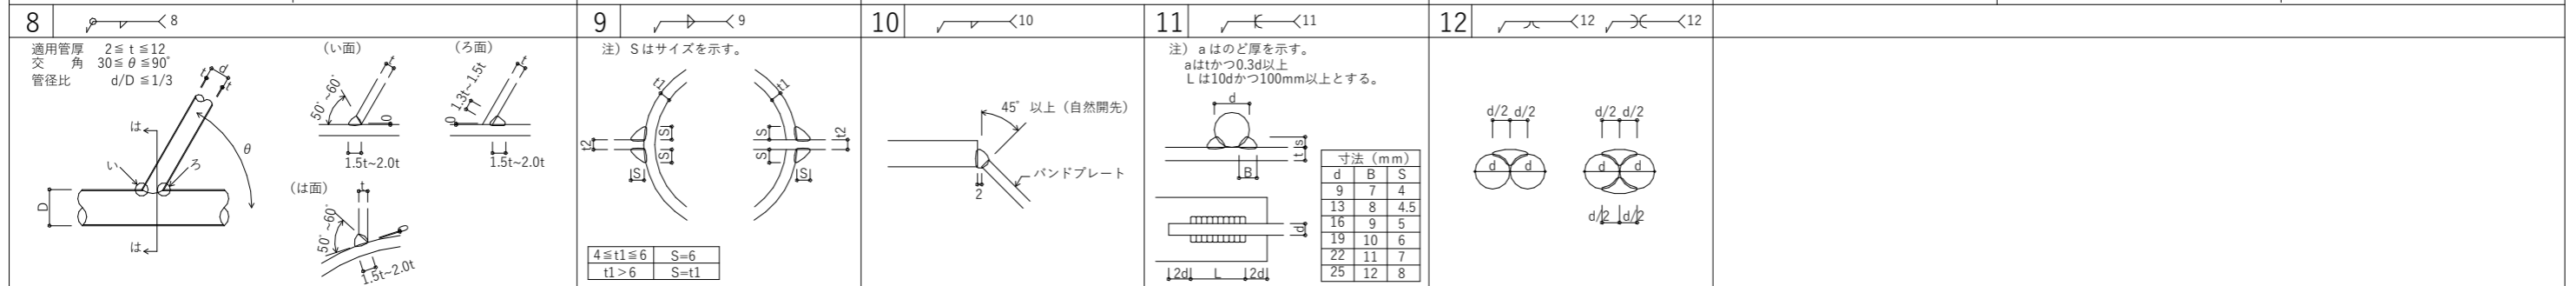 8
8
適用管厚 2≦ t ≦12
交 角 30≦ θ ≦90°
管径比 d/D ≦1/3
t
d
t
は
い
ろ
θ
D
は
(い面)
t
50°~60°
0
1.5t~2.0t
(ろ面)
t
1.3t~1.5t
0
1.5t~2.0t
(は面)
t
50°~60°
0
1.5t~2.0t
9
9
注) Sはサイズを示す。
t1
t1
t2
S
S
S
S
S
t2
S
4≦t1≦6 S=6
t1>6 S=t1
10
10
45° 以上(自然開先)
バンドプレート
2
11
11
注) aはのど厚を示す。
aはtかつ0.3d以上
Lは10dかつ100mm以上とする。
d
S
t
B
d
2d L 2d
寸法(mm)
d B S
9 7 4
13 8 4.5
16 9 5
19 10 6
22 11 7
25 12 8
12
12
12
d/2 d/2
d d
d/2 d/2
d d
d/2 d/2